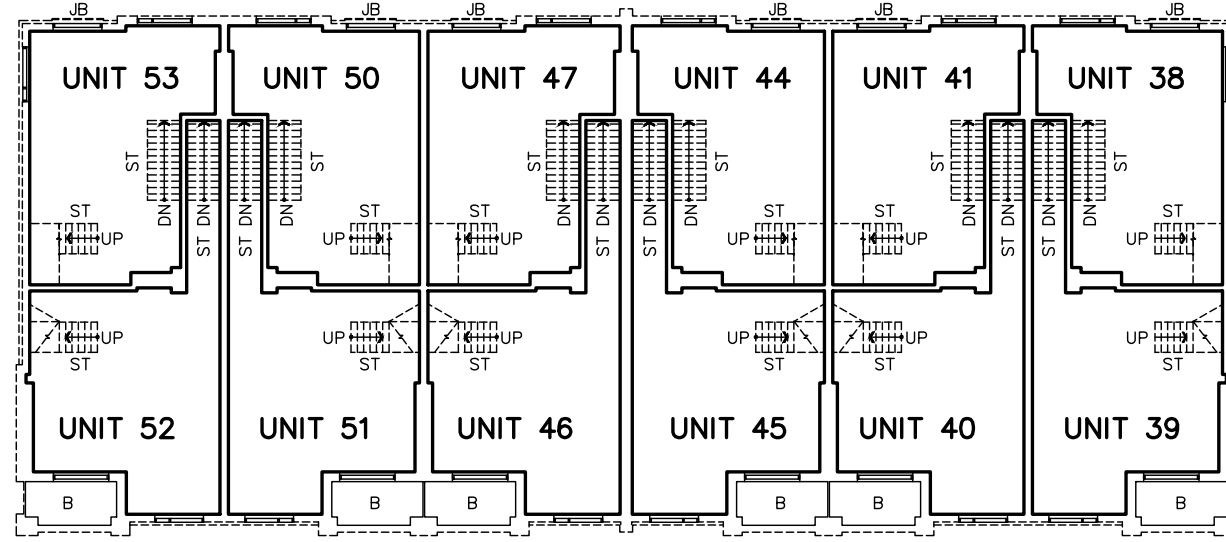 JB JB JB JB JB JB
UNIT 53 UNIT 50 UNIT 47 UNIT 44 UNIT 41 UNIT 38
ST ST ST ST ST ST
DN DN DN DN DN DN DN DN DN DN DN DN
ST ST ST ST ST ST
ST ST ST ST ST ST
UP UP UP UP UP UP
UP UP UP UP UP UP
ST ST ST ST ST ST
UNIT 52 UNIT 51 UNIT 46 UNIT 45 UNIT 40 UNIT 39
B B B B B B